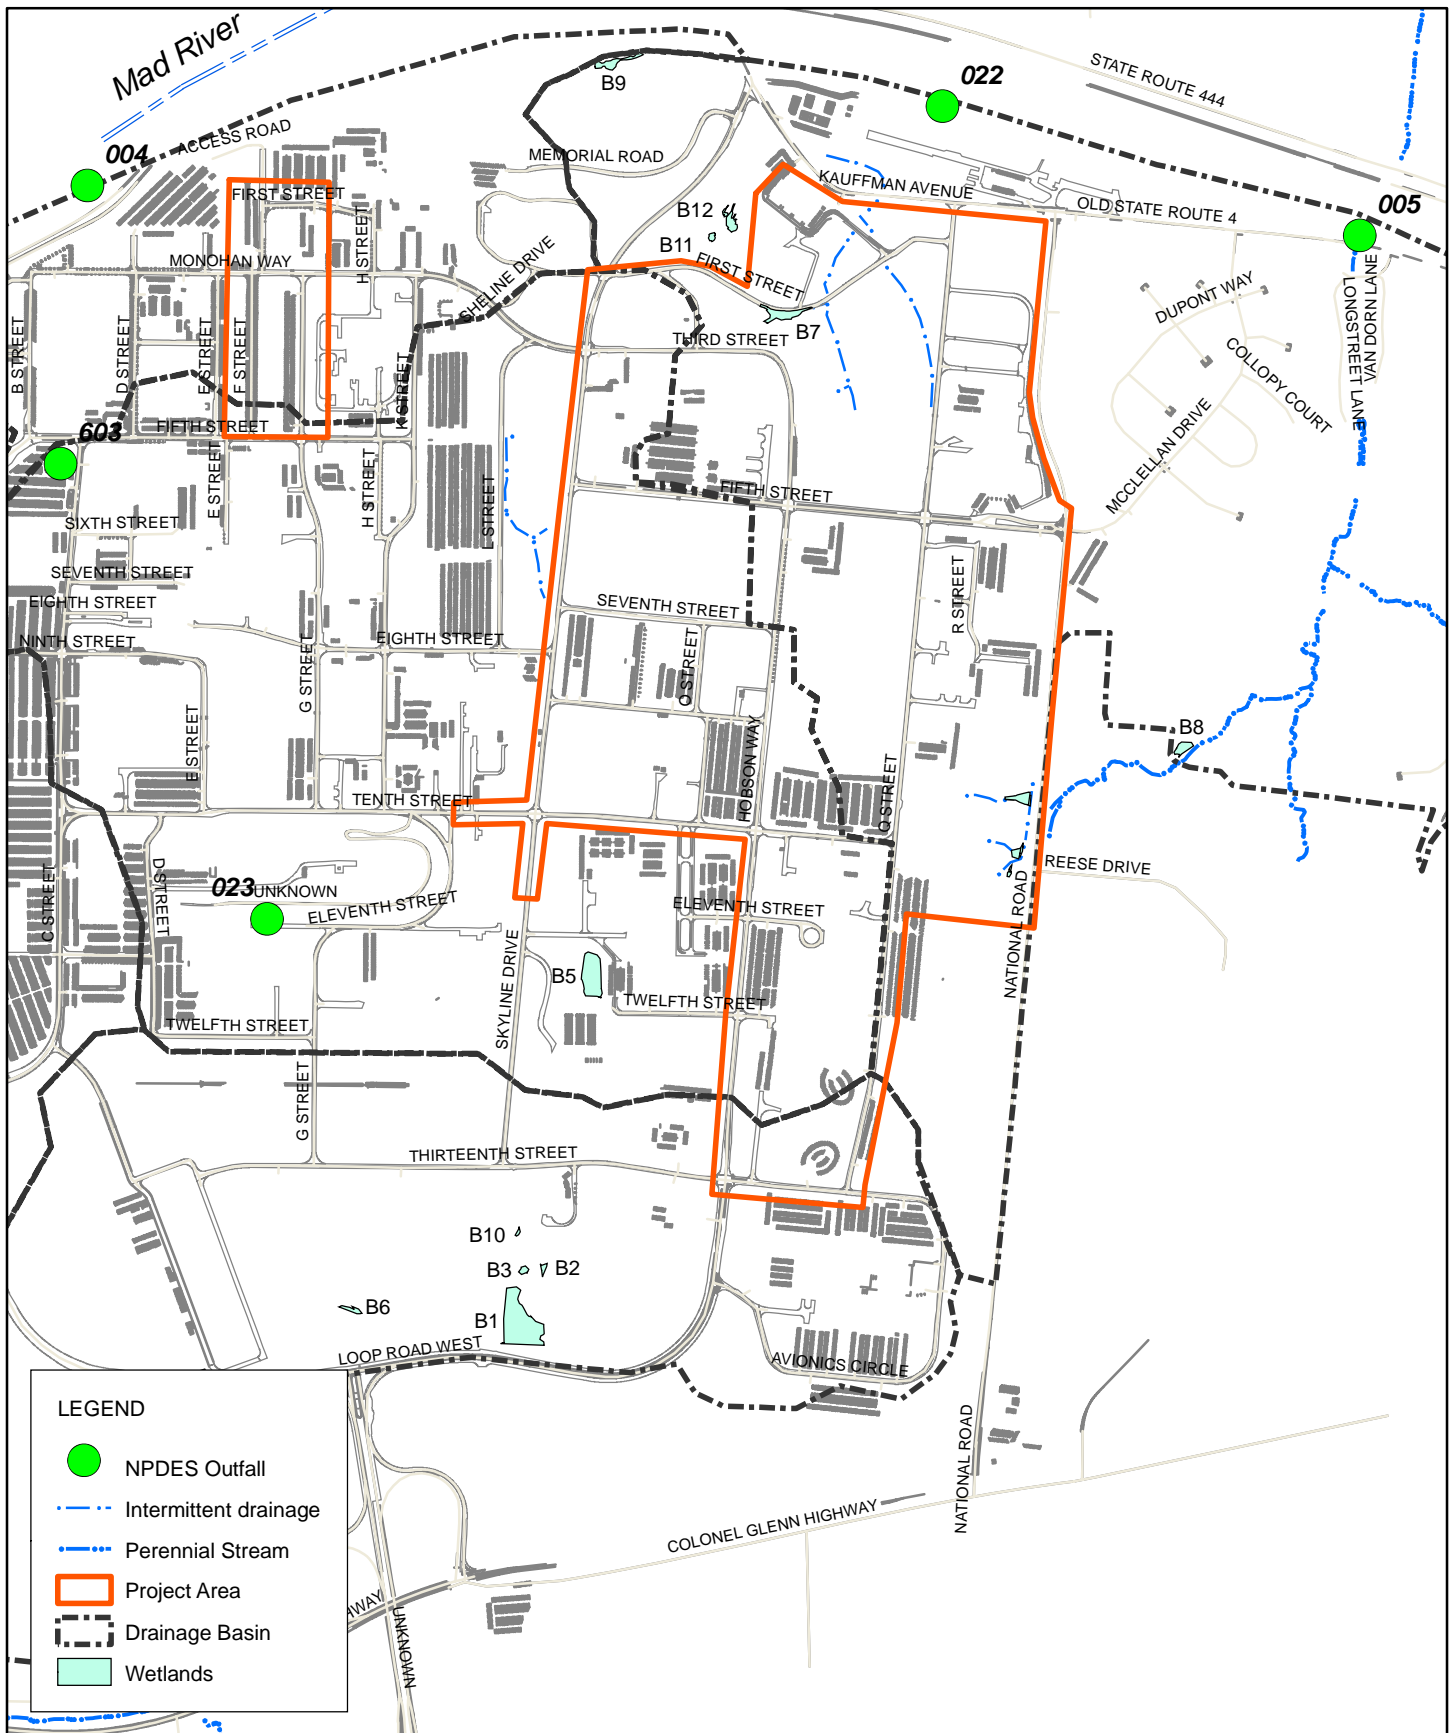 Mad River
022
STATE ROUTE 444
B9
004
ACCESS ROAD
MEMORIAL ROAD
KAUFFMAN AVENUE
OLD STATE ROUTE 4
005
FIRST STREET
H STREET
B12
B11
FIRST STREET
MONOHAN WAY
SHELINE DRIVE
DUPONT WAY
VAN DORN LANE
LONGSTREET LANE
B7
THIRD STREET
COLLOPY COURT
B STREET
D STREET
E STREET
F STREET
K STREET
MCCLELLAN DRIVE
603
FIFTH STREET
E STREET
H STREET
L STREET
FIFTH STREET
SIXTH STREET
SEVENTH STREET
EIGHTH STREET
NINTH STREET
G STREET
EIGHTH STREET
SEVENTH STREET
O STREET
R STREET
E STREET
B8
HOBSON WAY
Q STREET
TENTH STREET
C STREET
D STREET
023
UNKNOWN
ELEVENTH STREET
ELEVENTH STREET
REESE DRIVE
NATIONAL ROAD
SKYLINE DRIVE
B5
TWELFTH STREET
TWELFTH STREET
G STREET
THIRTEENTH STREET
B10
B3
B2
B6
B1
LOOP ROAD WEST
AVIONICS CIRCLE
NATIONAL ROAD
COLONEL GLENN HIGHWAY
HWAY
UNKNOWN
LEGEND
NPDES Outfall
Intermittent drainage
Perennial Stream
Project Area
Drainage Basin
Wetlands